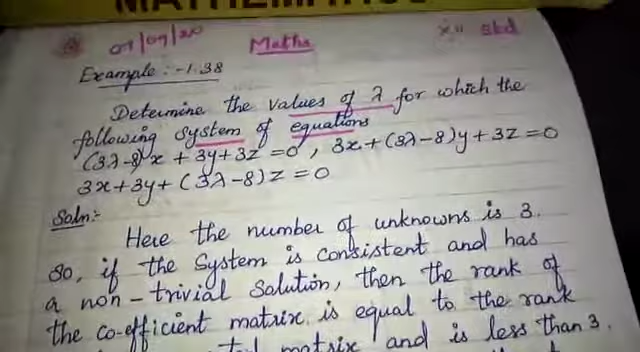 07/09/20 Maths XII Std
Example :- 1.38
Determine the values of λ for which the
following system of equations
(3λ-8)x + 3y+3z=0, 3x+(3λ-8)y+3z=0
3x+3y+(3λ-8)z=0
Soln:-
Here the number of unknowns is 3.
So, if the system is consistent and has
a non-trivial solution, then the rank of
the co-efficient matrix is equal to the rank
matrix and is less than 3.